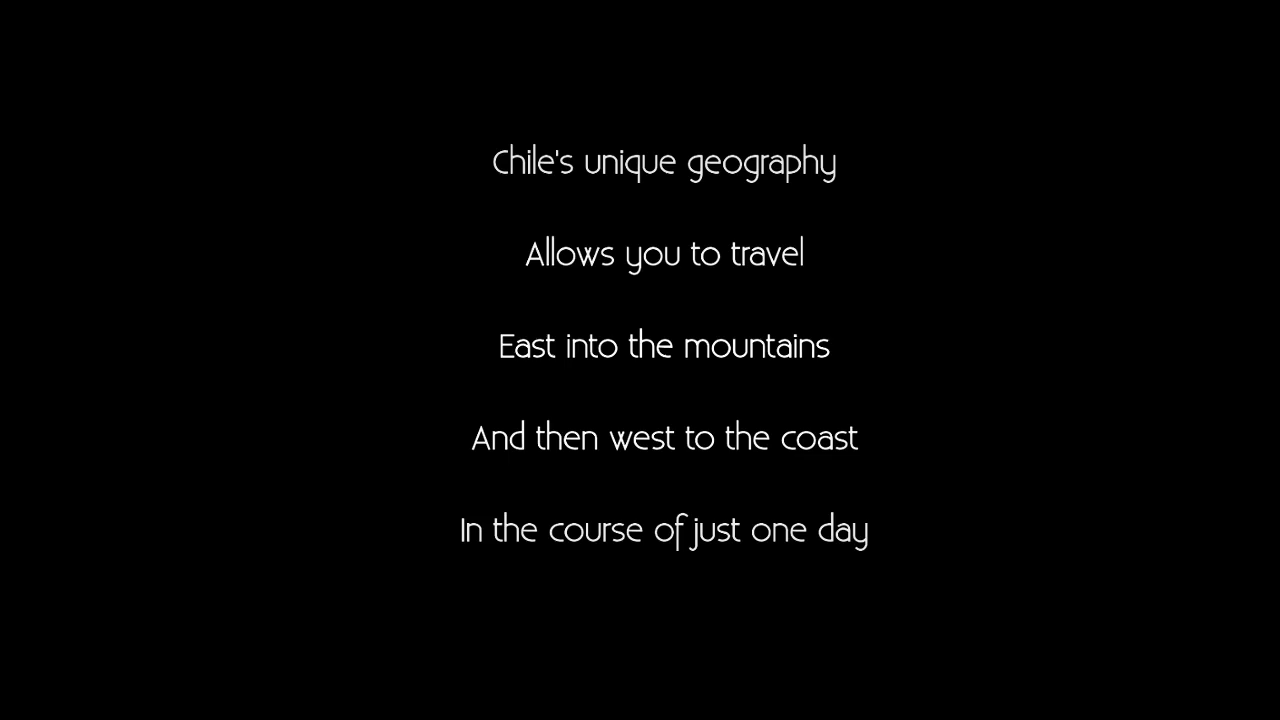 Chile's unique geography
Allows you to travel
East into the mountains
And then west to the coast
In the course of just one day